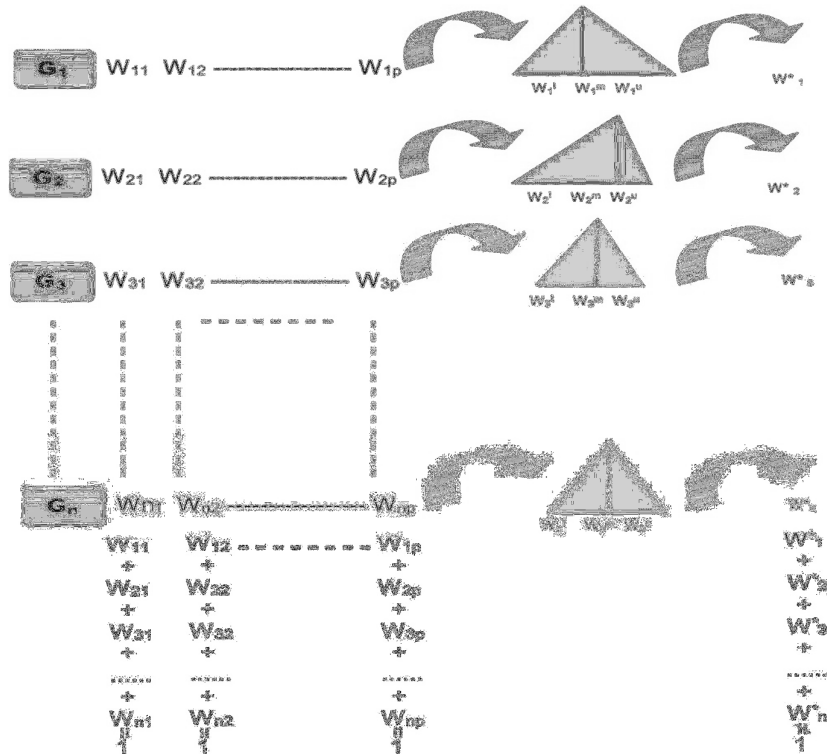 G₁ W₁₁ W₁₂ W₁ₚ
W₁ˡ W₁ᵐ W₁ᵘ W*₁
G₂ W₂₁ W₂₂ W₂ₚ
W₂ˡ W₂ᵐ W₂ᵘ W*₂
G₃ W₃₁ W₃₂ W₃ₚ
W₃ˡ W₃ᵐ W₃ᵘ W*₃
Gₙ Wₙ₁ Wₙ₂ Wₙₚ
W₁₁ W₁₂ W₁ₚ W*₁
+ + + +
W₂₁ W₂₂ W₂ₚ W*₂
+ + + +
W₃₁ W₃₂ W₃ₚ W*₃
+ + + +
+ + + +
Wₙ₁ Wₙ₂ Wₙₚ W*ₙ
= = = =
1 1 1 1